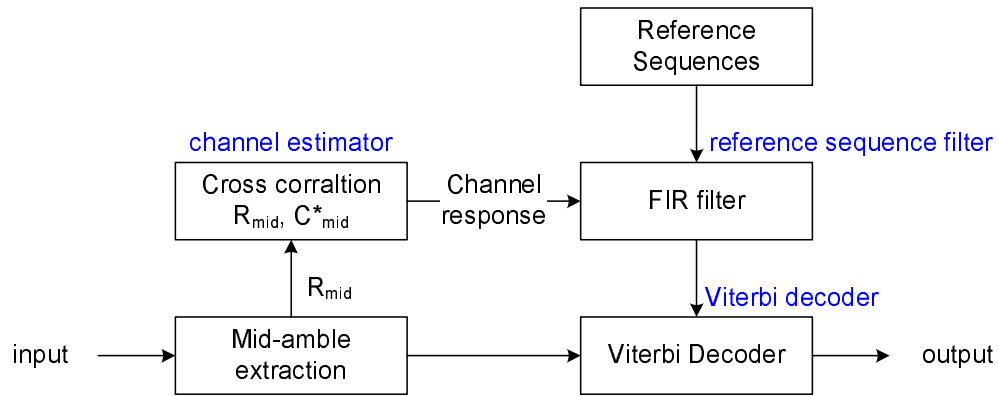 Reference
Sequences
channel estimator
reference sequence filter
Cross corraltion
Rmid, C*mid
Channel
response
FIR filter
Rmid
Viterbi decoder
input
Mid-amble
extraction
Viterbi Decoder
output